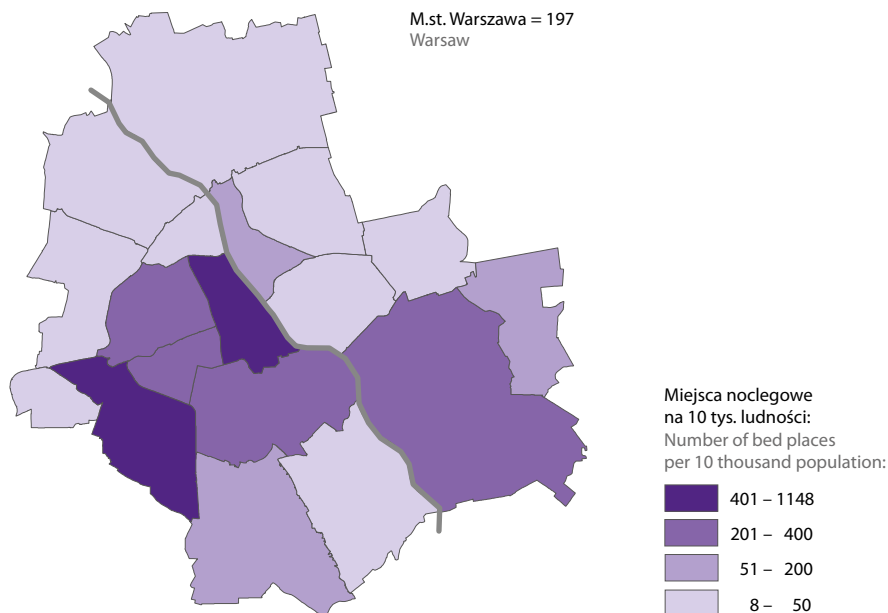 M.st. Warszawa = 197
Warsaw
Miejsca noclegowe
na 10 tys. ludności:
Number of bed places
per 10 thousand population:
401 – 1148
201 – 400
51 – 200
8 – 50